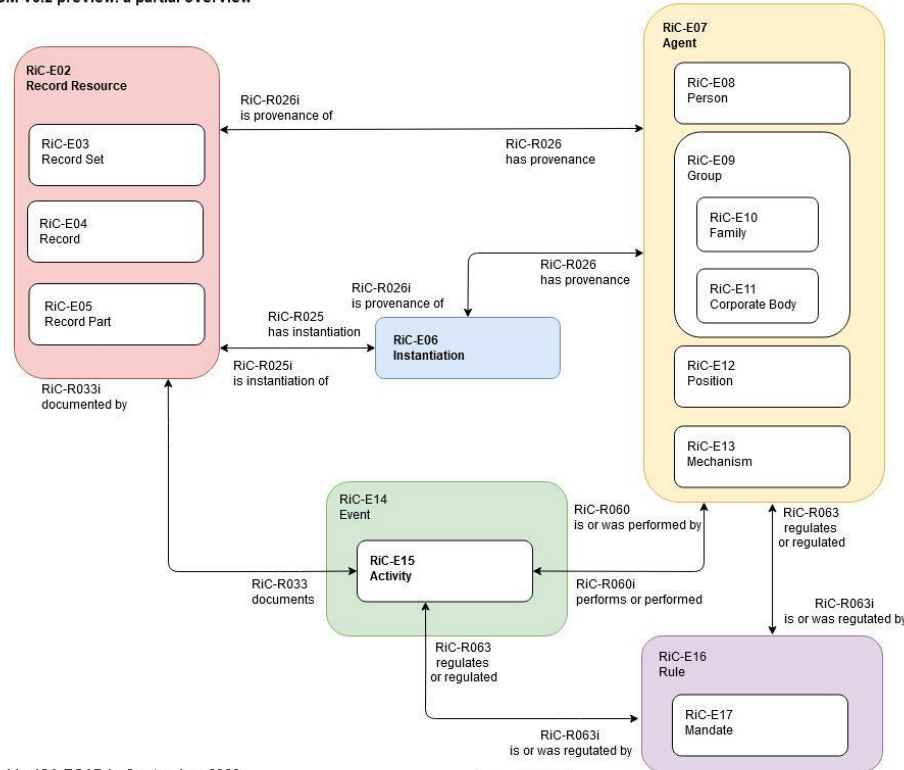 v0.2 preview: a partial overview
RiC-E02
Record Resource
RiC-E03
Record Set
RiC-E04
Record
RiC-E05
Record Part
RiC-R026i
is provenance of
RiC-R026
has provenance
RiC-E07
Agent
RiC-E08
Person
RiC-E09
Group
RiC-E10
Family
RiC-E11
Corporate Body
RiC-E12
Position
RiC-E13
Mechanism
RiC-R026
has provenance
RiC-R026i
is provenance of
RiC-R025
has instantiation
RiC-R025i
is instantiation of
RiC-E06
Instantiation
RiC-R033i
documented by
RiC-R033
documents
RiC-E14
Event
RiC-E15
Activity
RiC-R060
is or was performed by
RiC-R060i
performs or performed
RiC-R063
regulates
or regulated
RiC-R063i
is or was regutated by
RiC-R063
regulates
or regulated
RiC-R063i
is or was regutated by
RiC-E16
Rule
RiC-E17
Mandate